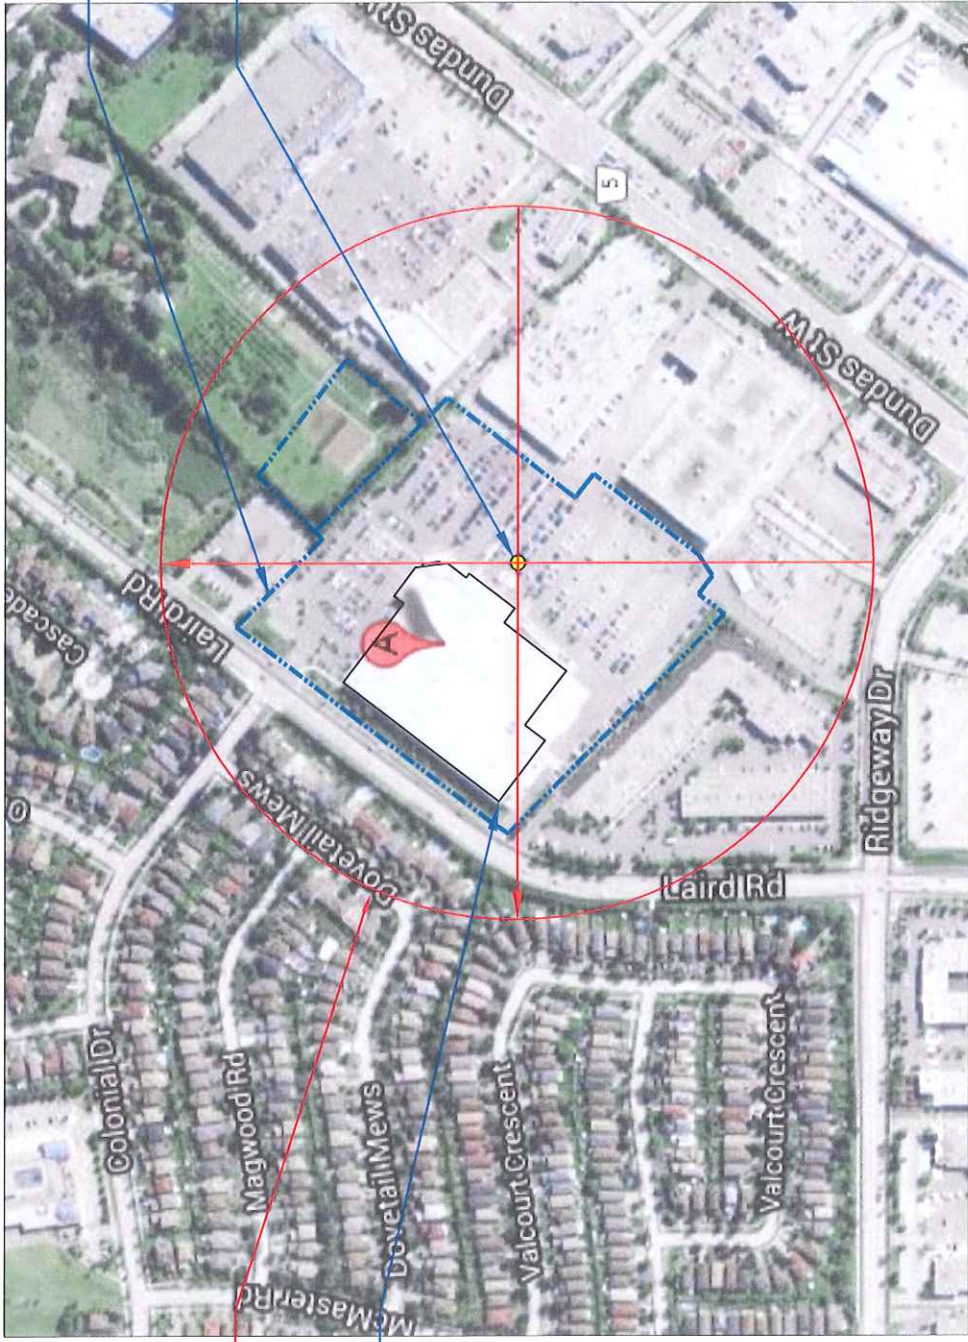 Dundas St W
5
Dundas St W
Laird Rd
Cascade
A
Dovetail Mews
Ridgeway Dr
Laird Rd
Colonial Dr
Magwood Rd
Dovetail Mews
Valcourt Crescent
Valcourt Crescent
McMaster Rd